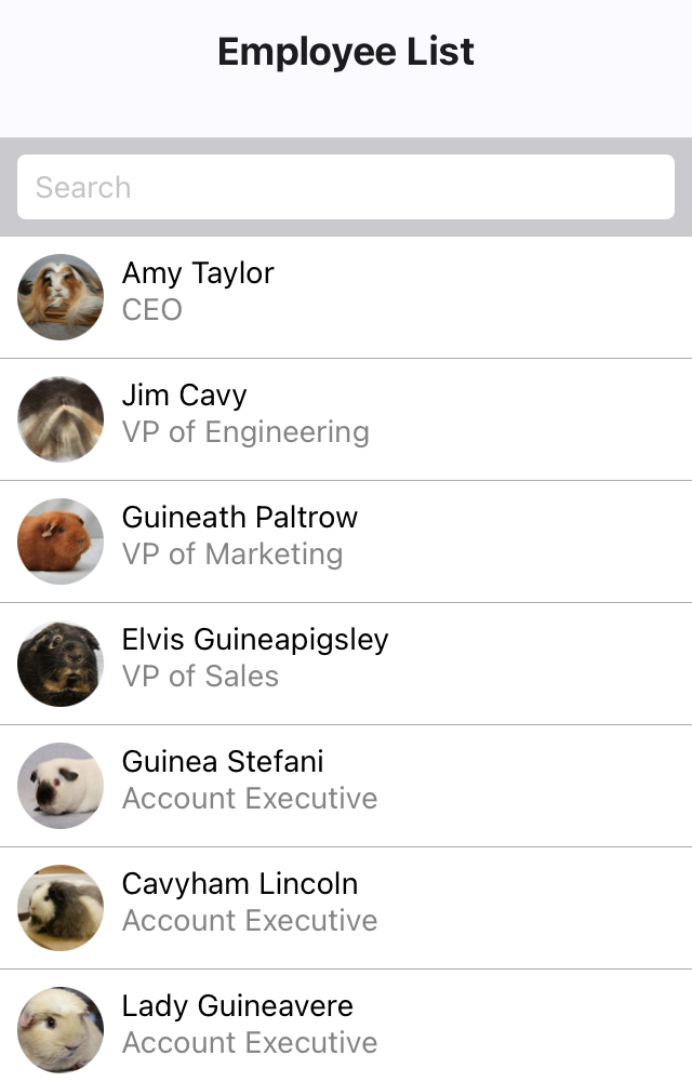 Employee List
Search
Amy Taylor
CEO
Jim Cavy
VP of Engineering
Guineath Paltrow
VP of Marketing
Elvis Guineapigsley
VP of Sales
Guinea Stefani
Account Executive
Cavyham Lincoln
Account Executive
Lady Guineavere
Account Executive